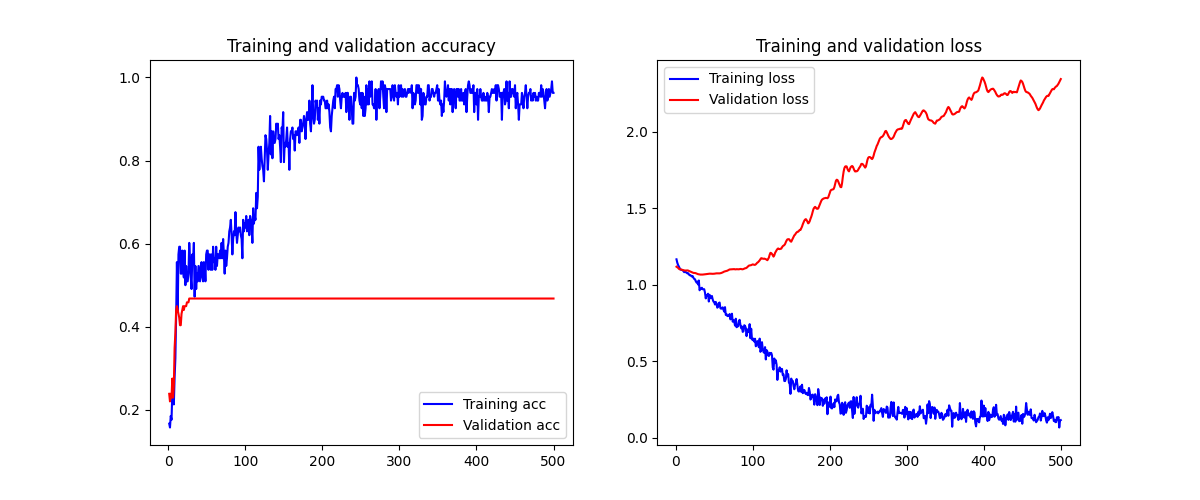 Training and validation accuracy
1.0
0.8
0.6
0.4
0.2
0 100 200 300 400 500
Training acc
Validation acc
Training and validation loss
2.0
1.5
1.0
0.5
0.0
0 100 200 300 400 500
Training loss
Validation loss